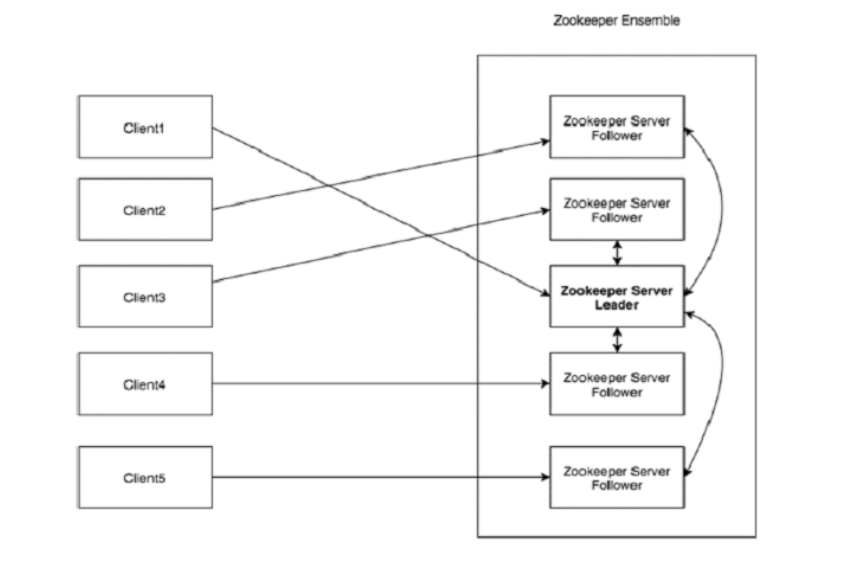 Zookeeper Ensemble
Client1
Zookeeper Server
Follower
Client2
Zookeeper Server
Follower
Client3
Zookeeper Server
Leader
Client4
Zookeeper Server
Follower
Client5
Zookeeper Server
Follower